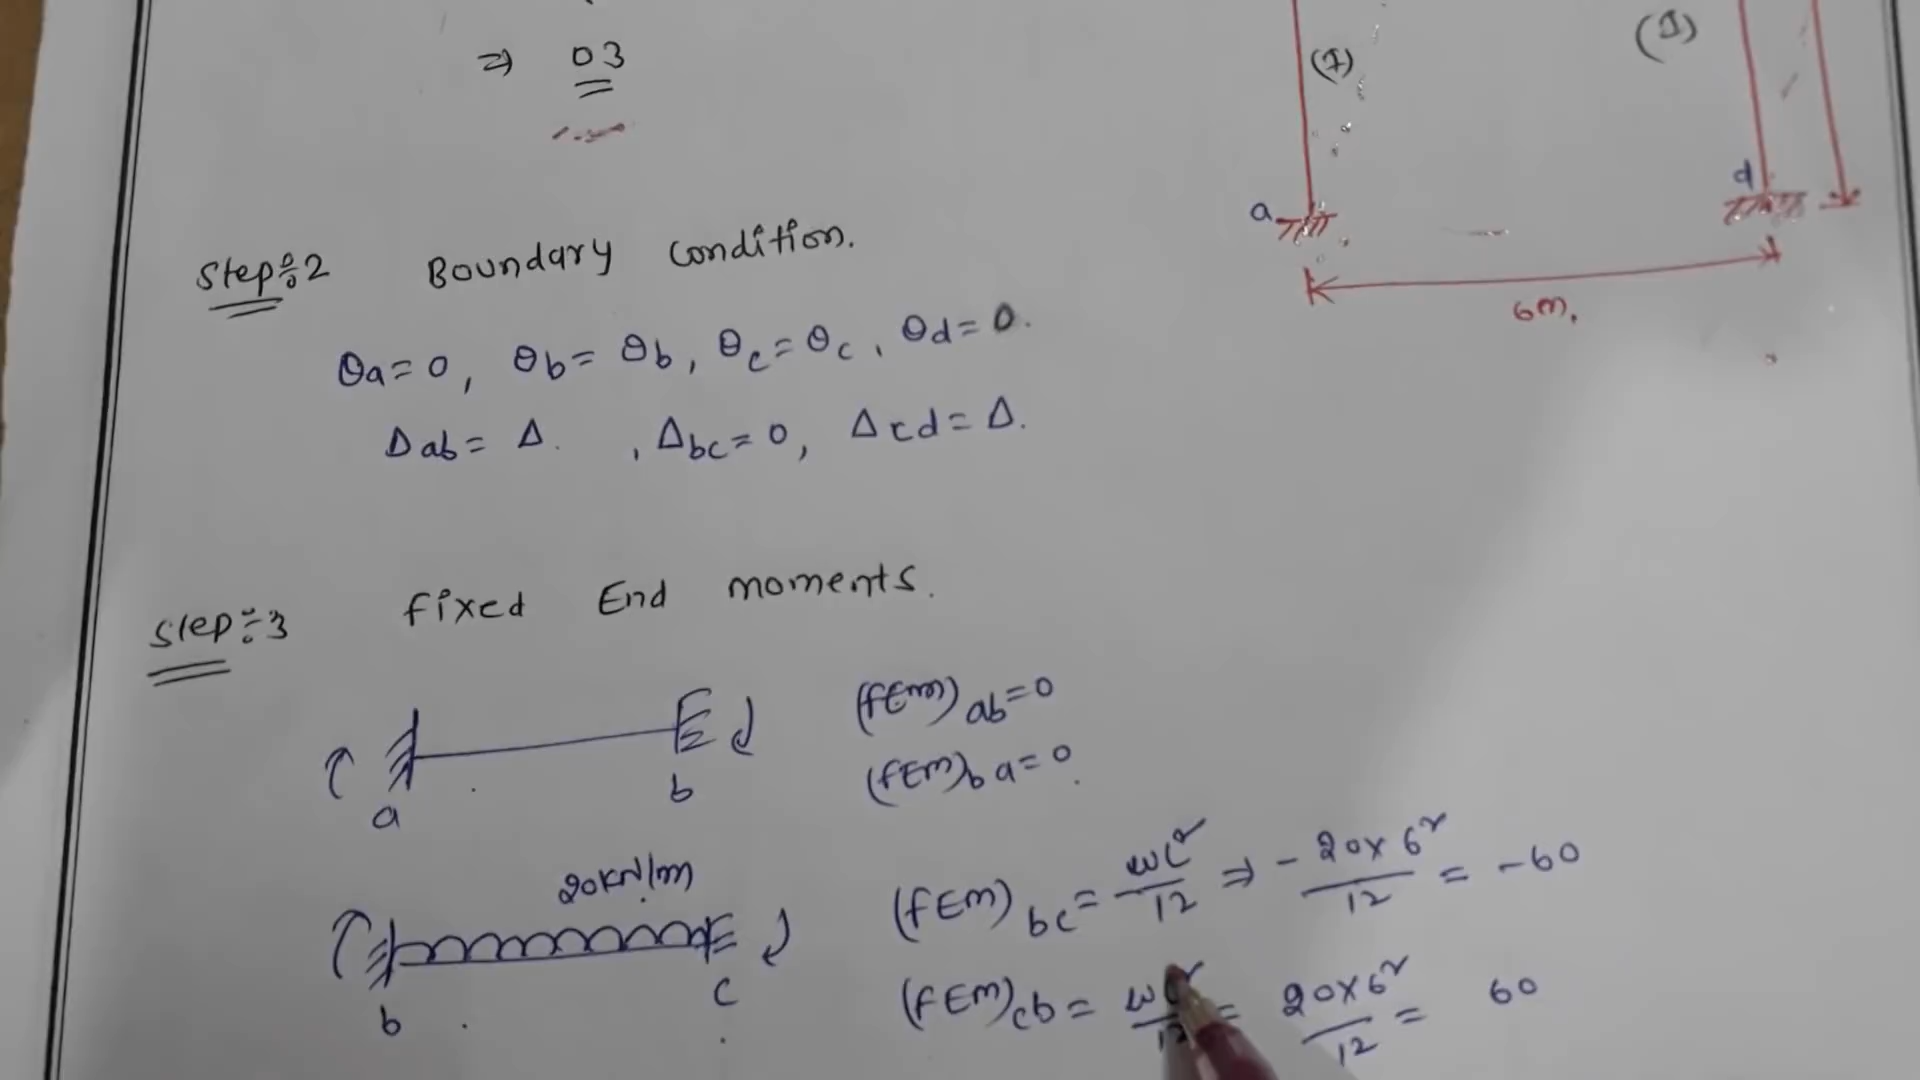 ⇒ 03
(I)
(I)
a
d
6m.
Step:2 Boundary condition.
θa=0, θb=θb, θc=θc, θd=0.
Δab=Δ. , Δbc=0, Δcd=Δ.
Step:3 Fixed End moments.
a
b
(FEM)ab=0
(FEM)ba=0.
20KN/m
b
c
(FEM)bc = wl²/12 ⇒ -20×6²/12 = -60
(FEM)cb = wl²/12 = 20×6²/12 = 60